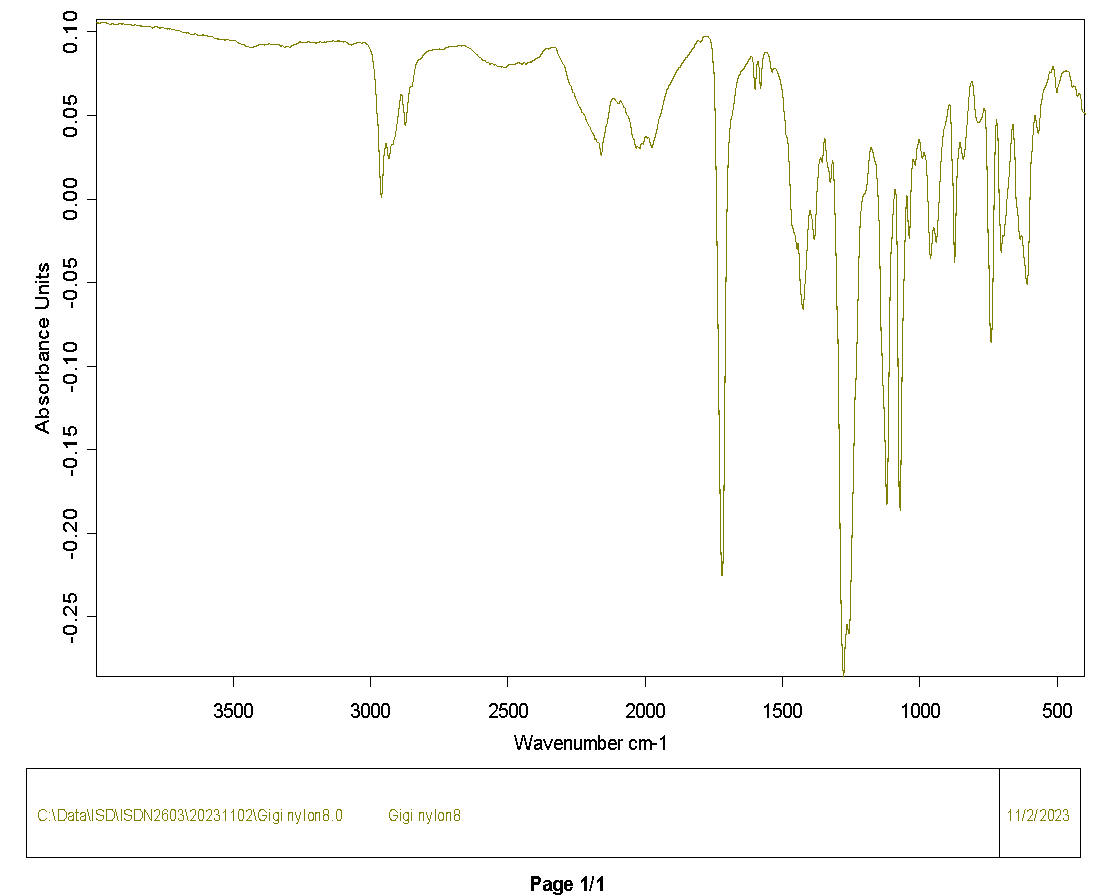 0.10
0.05
0.00
-0.05
-0.10
-0.15
-0.20
-0.25
Absorbance Units
3500 3000 2500 2000 1500 1000 500
Wavenumber cm-1
C:\Data\ISD\ISDN2603\20231102\Gigi nylon8.0 Gigi nylon8 11/2/2023
Page 1/1